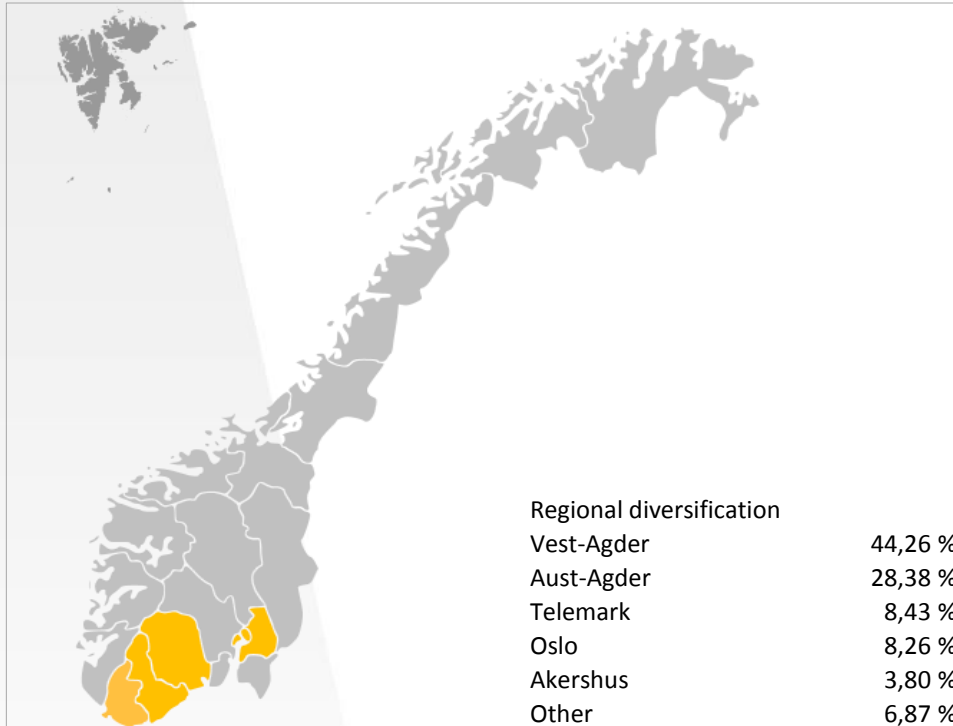 Regional diversification
Vest-Agder 44,26 %
Aust-Agder 28,38 %
Telemark 8,43 %
Oslo 8,26 %
Akershus 3,80 %
Other 6,87 %